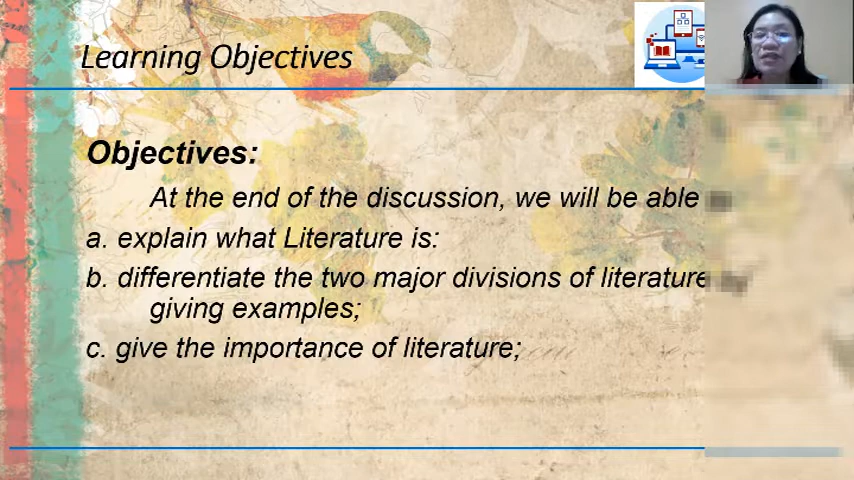 Learning Objectives
Objectives:
At the end of the discussion, we will be able
a. explain what Literature is:
b. differentiate the two major divisions of literature
giving examples;
c. give the importance of literature;